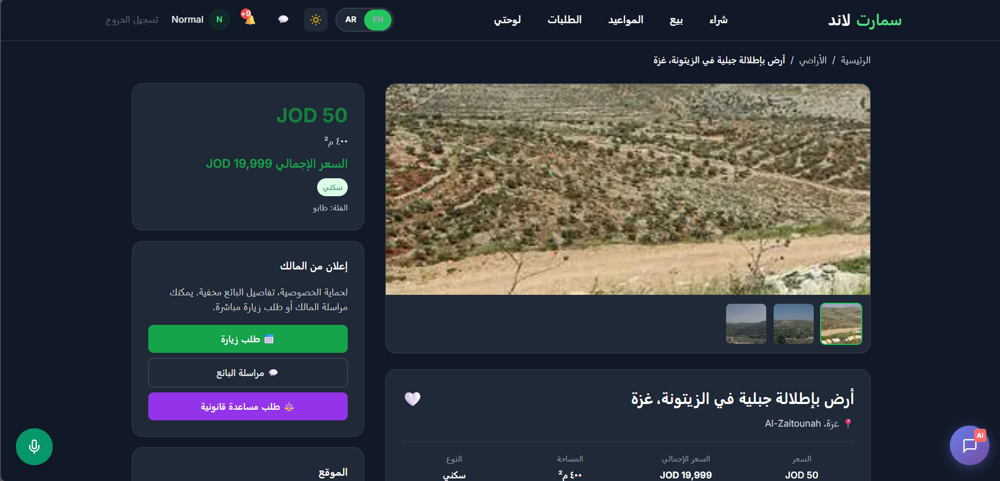 سمارت لاند
شراء
بيع
المواعيد
الطلبات
لوحتي
AR EN
+9
N Normal
تسجيل الخروج
الرئيسية / الأراضي / أرض بإطلالة جبلية في الزيتونة، غزة
JOD 50
٤٠٠ م²
السعر الإجمالي JOD 19,999
سكني
الفئة: طابو
إعلان من المالك
لحماية الخصوصية، تفاصيل البائع مخفية. يمكنك
مراسلة المالك أو طلب زيارة مباشرة.
طلب زيارة
مراسلة البائع
طلب مساعدة قانونية
الموقع
أرض بإطلالة جبلية في الزيتونة، غزة
غزة، Al-Zaitounah
السعر
JOD 50
السعر الإجمالي
JOD 19,999
المساحة
٤٠٠ م²
النوع
سكني
AI